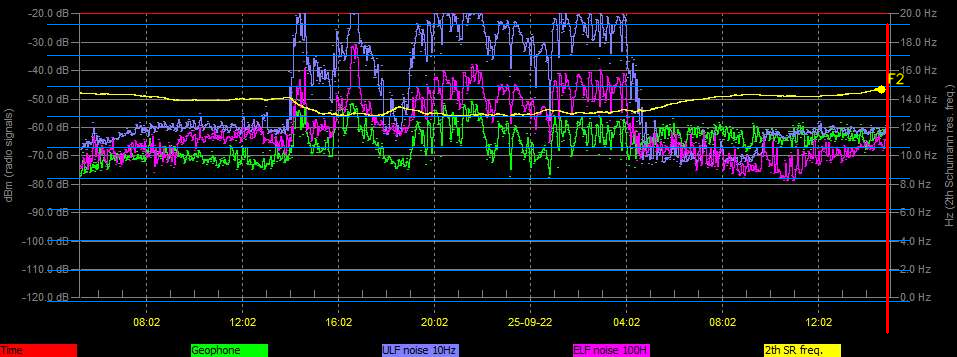 -20.0 dB
-30.0 dB
-40.0 dB
-50.0 dB
-60.0 dB
-70.0 dB
-80.0 dB
-90.0 dB
-100.0 dB
-110.0 dB
-120.0 dB
dBm (radio signals)
20.0 Hz
18.0 Hz
16.0 Hz
14.0 Hz
12.0 Hz
10.0 Hz
8.0 Hz
6.0 Hz
4.0 Hz
2.0 Hz
0.0 Hz
Hz (2th Schumann res. freq.)
F2
08:02 12:02 16:02 20:02 25-09-22 04:02 08:02 12:02
Time Geophone ULF noise 10Hz ELF noise 100H 2th SR freq.